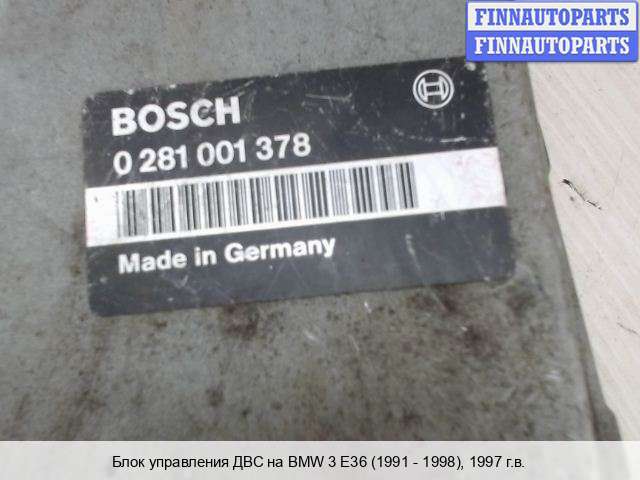 FINNAUTOPARTS
FINNAUTOPARTS
BOSCH
0 281 001 378
Made in Germany
Блок управления ДВС на BMW 3 E36 (1991 - 1998), 1997 г.в.